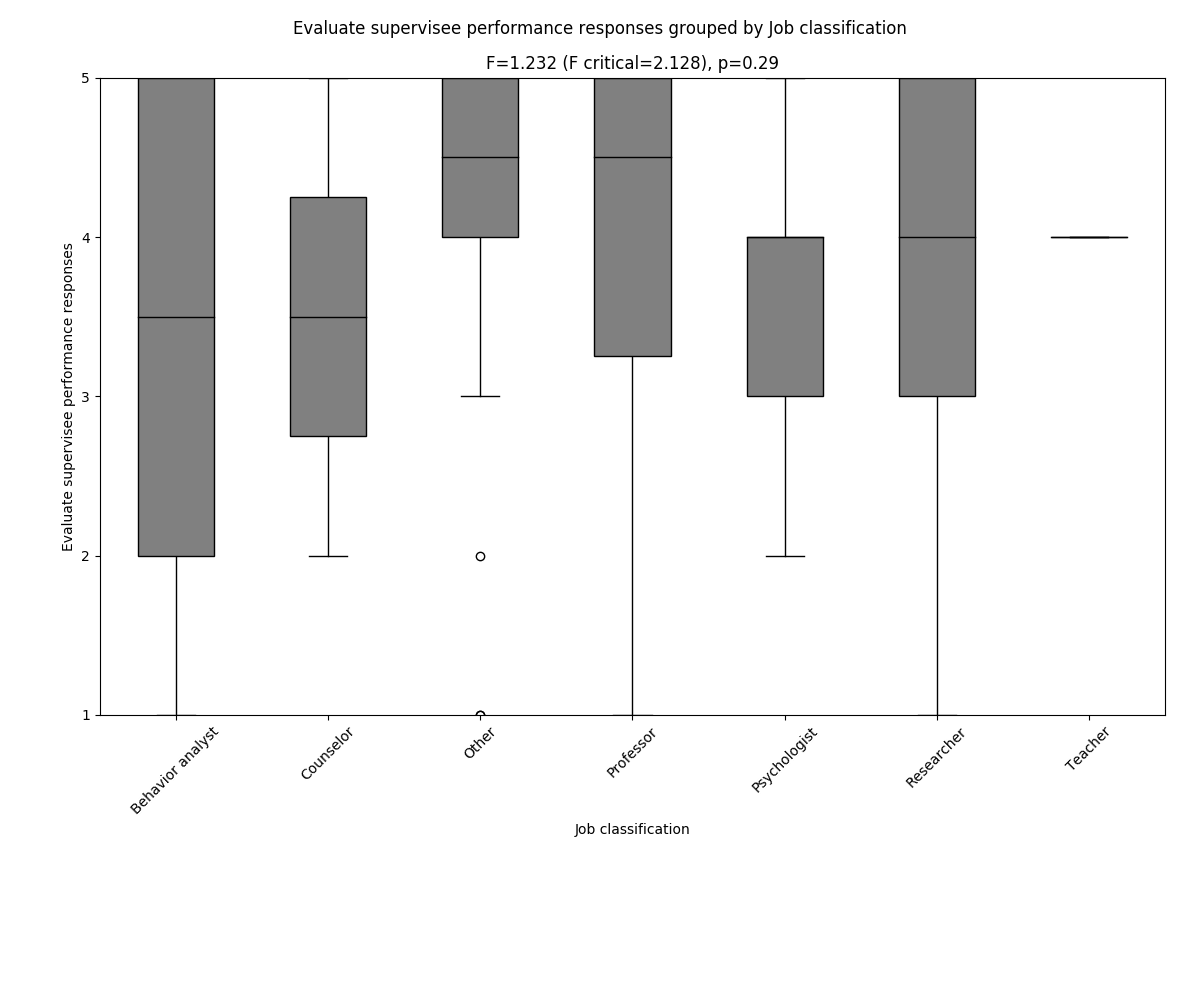 Evaluate supervisee performance responses grouped by Job classification
F=1.232 (F critical=2.128), p=0.29
5
4
3
2
1
Evaluate supervisee performance responses
Behavior analyst
Counselor
Other
Professor
Psychologist
Researcher
Teacher
Job classification